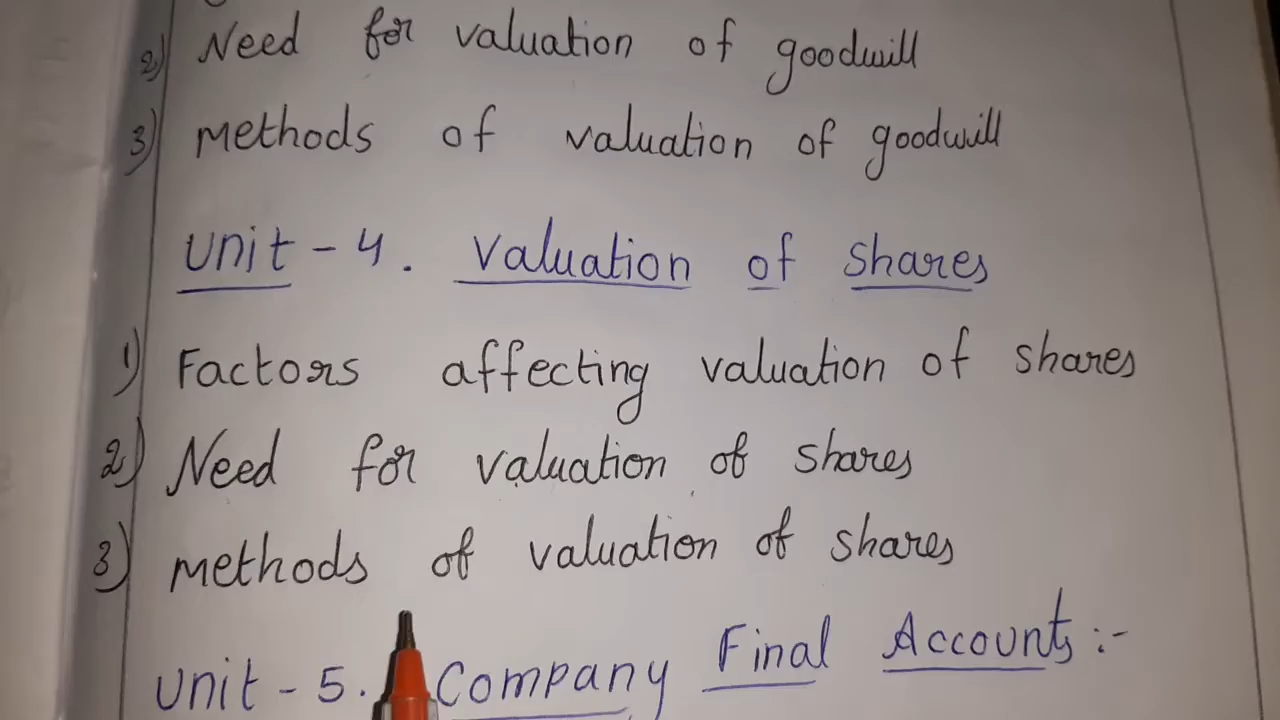 2) Need for valuation of goodwill
3) methods of valuation of goodwill
Unit - 4. Valuation of shares
1) Factors affecting valuation of shares
2) Need for valuation of shares
3) methods of valuation of shares
Unit - 5. Company Final Accounts :-